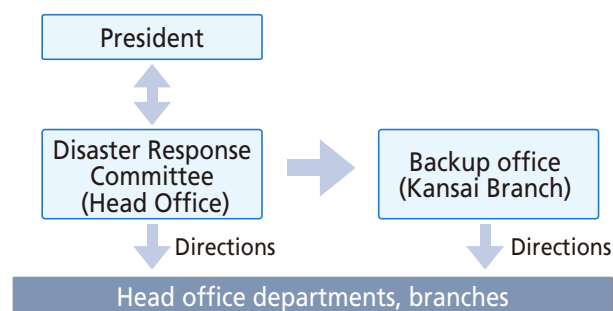 President
Disaster Response
Committee
(Head Office)
Backup office
(Kansai Branch)
Directions
Directions
Head office departments, branches